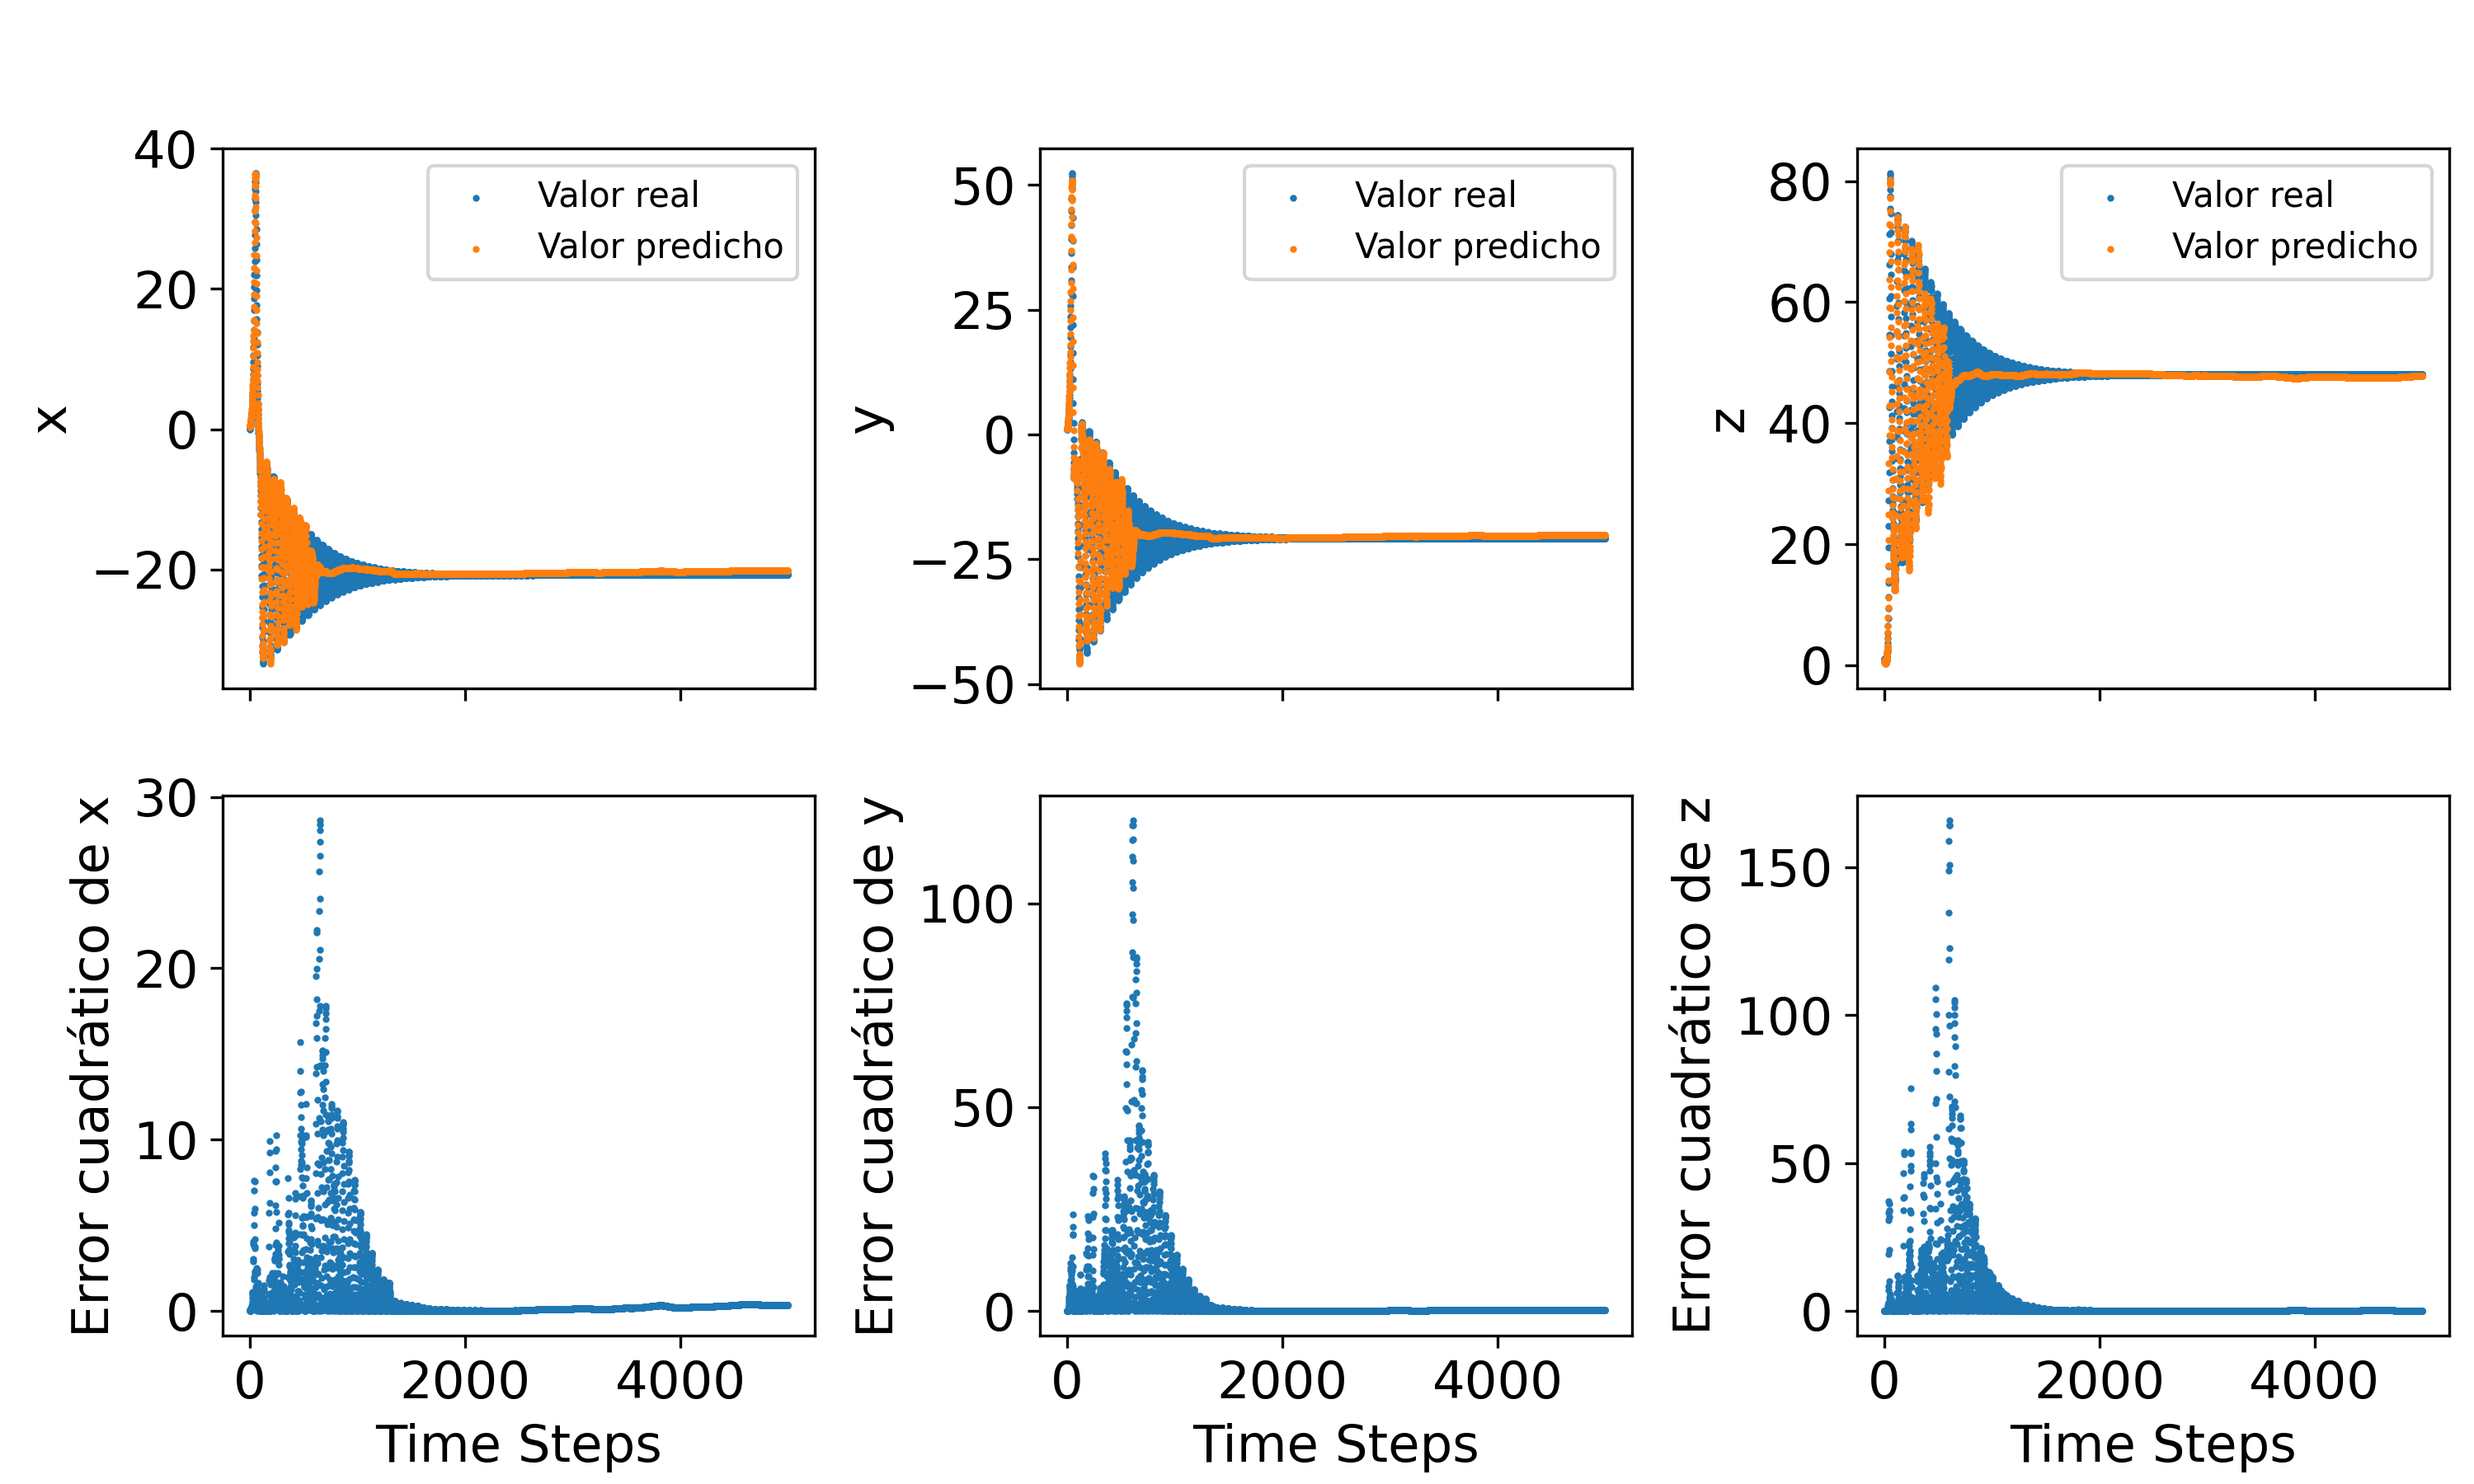 40
20
0
−20
x
Valor real
Valor predicho
50
25
0
−25
−50
y
Valor real
Valor predicho
80
60
40
20
0
z
Valor real
Valor predicho
30
20
10
0
Error cuadrático de x
0
2000
4000
Time Steps
100
50
0
Error cuadrático de y
0
2000
4000
Time Steps
150
100
50
0
Error cuadrático de z
0
2000
4000
Time Steps